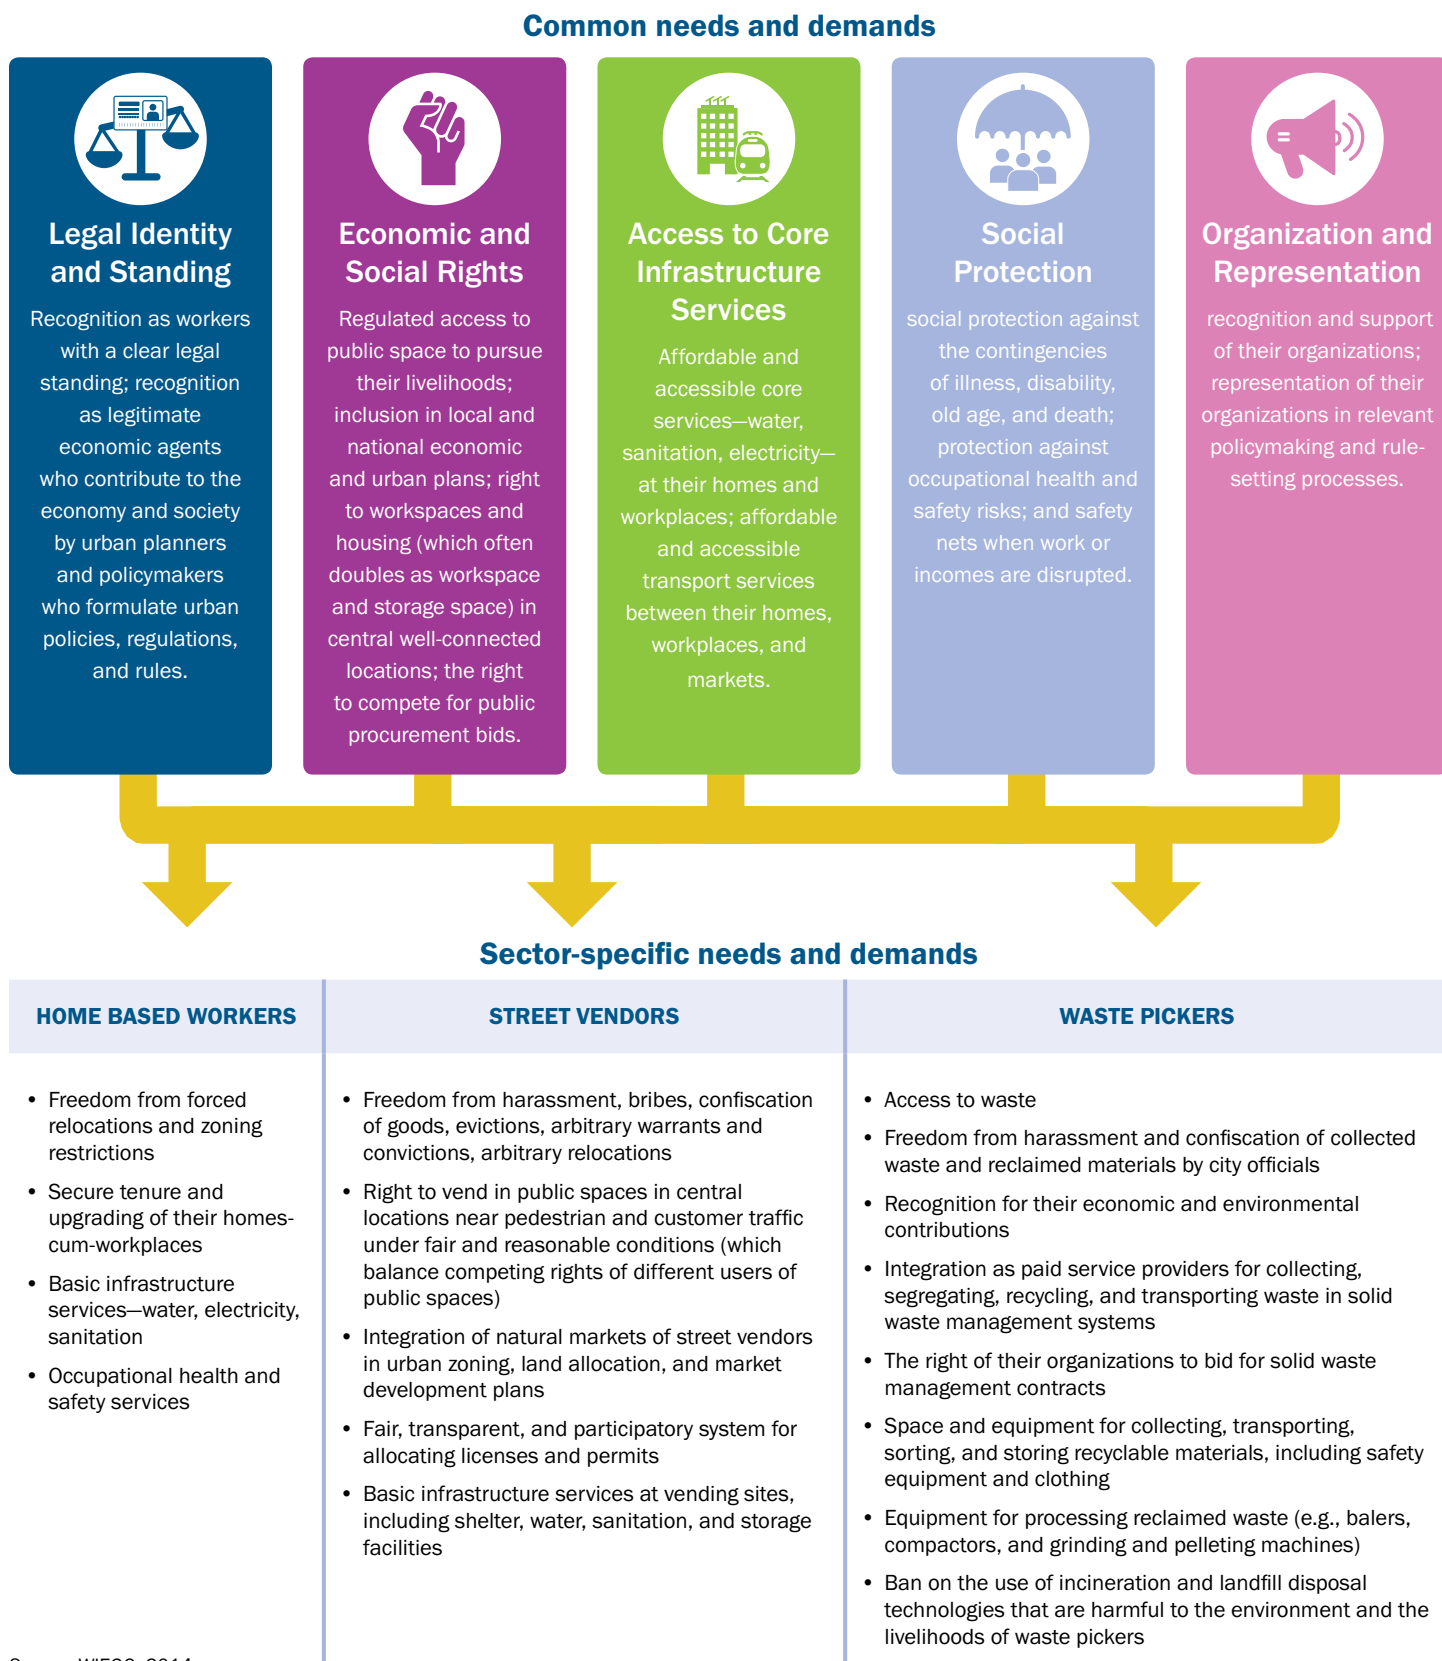 Common needs and demands
Legal Identity
and Standing
Recognition as workers
with a clear legal
standing; recognition
as legitimate
economic agents
who contribute to the
economy and society
by urban planners
and policymakers
who formulate urban
policies, regulations,
and rules.
Economic and
Social Rights
Regulated access to
public space to pursue
their livelihoods;
inclusion in local and
national economic
and urban plans; right
to workspaces and
housing (which often
doubles as workspace
and storage space) in
central well-connected
locations; the right
to compete for public
procurement bids.
Access to Core
Infrastructure
Services
Affordable and
accessible core
services—water,
sanitation, electricity—
at their homes and
workplaces; affordable
and accessible
transport services
between their homes,
workplaces, and
markets.
Social
Protection
social protection against
the contingencies
of illness, disability,
old age, and death;
protection against
occupational health and
safety risks; and safety
nets when work or
incomes are disrupted.
Organization and
Representation
recognition and support
of their organizations;
representation of their
organizations in relevant
policymaking and rule-
setting processes.
Sector-specific needs and demands
HOME BASED WORKERS
• Freedom from forced
relocations and zoning
restrictions
• Secure tenure and
upgrading of their homes-
cum-workplaces
• Basic infrastructure
services—water, electricity,
sanitation
• Occupational health and
safety services
STREET VENDORS
• Freedom from harassment, bribes, confiscation
of goods, evictions, arbitrary warrants and
convictions, arbitrary relocations
• Right to vend in public spaces in central
locations near pedestrian and customer traffic
under fair and reasonable conditions (which
balance competing rights of different users of
public spaces)
• Integration of natural markets of street vendors
in urban zoning, land allocation, and market
development plans
• Fair, transparent, and participatory system for
allocating licenses and permits
• Basic infrastructure services at vending sites,
including shelter, water, sanitation, and storage
facilities
WASTE PICKERS
• Access to waste
• Freedom from harassment and confiscation of collected
waste and reclaimed materials by city officials
• Recognition for their economic and environmental
contributions
• Integration as paid service providers for collecting,
segregating, recycling, and transporting waste in solid
waste management systems
• The right of their organizations to bid for solid waste
management contracts
• Space and equipment for collecting, transporting,
sorting, and storing recyclable materials, including safety
equipment and clothing
• Equipment for processing reclaimed waste (e.g., balers,
compactors, and grinding and pelleting machines)
• Ban on the use of incineration and landfill disposal
technologies that are harmful to the environment and the
livelihoods of waste pickers